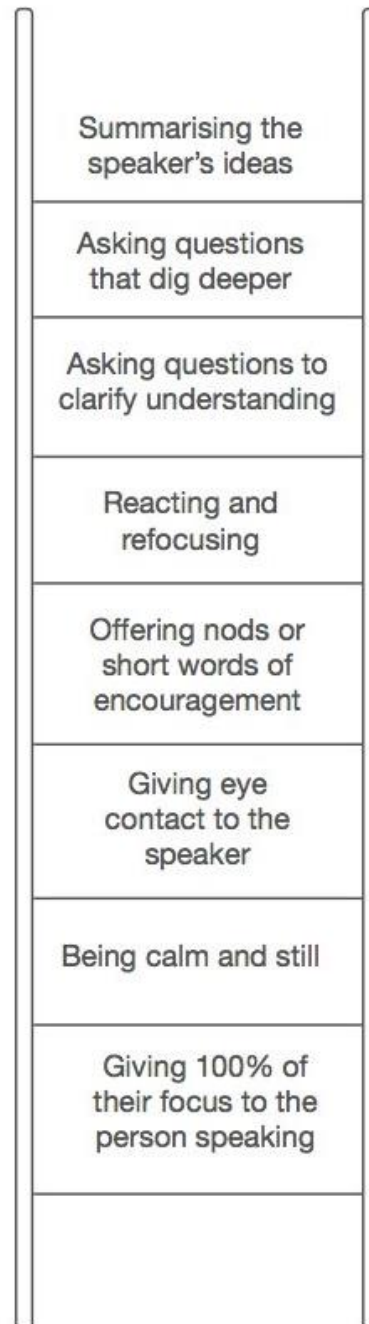 Summarising the
speaker's ideas
Asking questions
that dig deeper
Asking questions to
clarify understanding
Reacting and
refocusing
Offering nods or
short words of
encouragement
Giving eye
contact to the
speaker
Being calm and still
Giving 100% of
their focus to the
person speaking